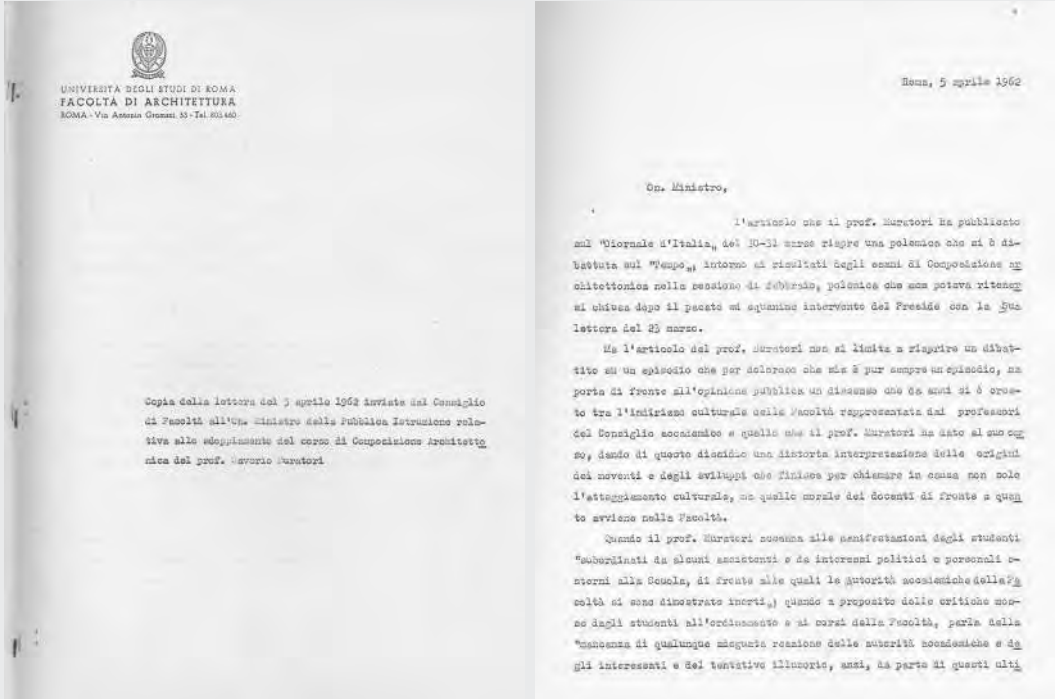 UNIVERSITÀ DEGLI STUDI DI ROMA
FACOLTÀ DI ARCHITETTURA
ROMA - Via Antonio Gramsci, 53 - Tel. 803.460
Copia della lettera del 5 aprile 1962 inviata dal Consiglio
di Facoltà all'On. Ministro della Pubblica Istruzione rela-
tiva allo sdoppiamento del corso di Composizione Architetto
nica del prof. Saverio Muratori
Roma, 5 aprile 1962
On. Ministro,
l'articolo che il prof. Muratori ha pubblicato
sul "Giornale d'Italia„ del 30-31 marzo riapre una polemica che si è di-
battuta sul "Tempo„, intorno ai risultati degli esami di Composizione ar
chitettonica nella sessione di febbraio, polemica che non poteva ritener
si chiusa dopo il pacato ed equanime intervento del Preside con la Sua
lettera del 23 marzo.
Ma l'articolo del prof. Muratori non si limita a riaprire un dibat-
tito su un episodio che per doloroso che sia è pur sempre un episodio, ma
porta di fronte all'opinione pubblica un dissenso che da anni si è crea-
to tra l'indirizzo culturale della Facoltà rappresentata dai professori
del Consiglio accademico e quello che il prof. Muratori ha dato al suo cor
so, dando di questo dissidio una distorta interpretazione delle origini
dei moventi e degli sviluppi che finisce per chiamare in causa non solo
l'atteggiamento culturale, ma quello morale dei docenti di fronte a quan
to avviene nella Facoltà.
Quando il prof. Muratori accenna alle manifestazioni degli studenti
"subordinati da alcuni assistenti e da interessi politici e personali e-
sterni alla Scuola, di fronte alle quali le Autorità accademiche della Fa
coltà si sono dimostrate inerti„; quando a proposito delle critiche mos-
se dagli studenti all'ordinamento e ai corsi della Facoltà, parla della
"mancanza di qualunque adeguata reazione delle autorità accademiche e de
gli interessati e del tentativo illusorio, anzi, da parte di questi ulti